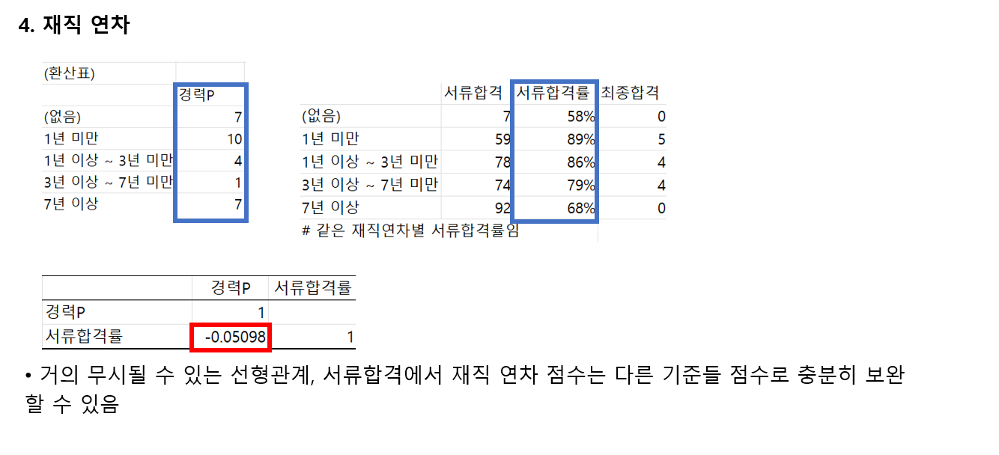 4. 재직 연차
(환산표)
경력P
(없음) 7
1년 미만 10
1년 이상 ~ 3년 미만 4
3년 이상 ~ 7년 미만 1
7년 이상 7
서류합격 서류합격률 최종합격
(없음) 7 58% 0
1년 미만 59 89% 5
1년 이상 ~ 3년 미만 78 86% 4
3년 이상 ~ 7년 미만 74 79% 4
7년 이상 92 68% 0
# 같은 재직연차별 서류합격률임
경력P 서류합격률
경력P 1
서류합격률 -0.05098 1
• 거의 무시될 수 있는 선형관계, 서류합격에서 재직 연차 점수는 다른 기준들 점수로 충분히 보완
할 수 있음